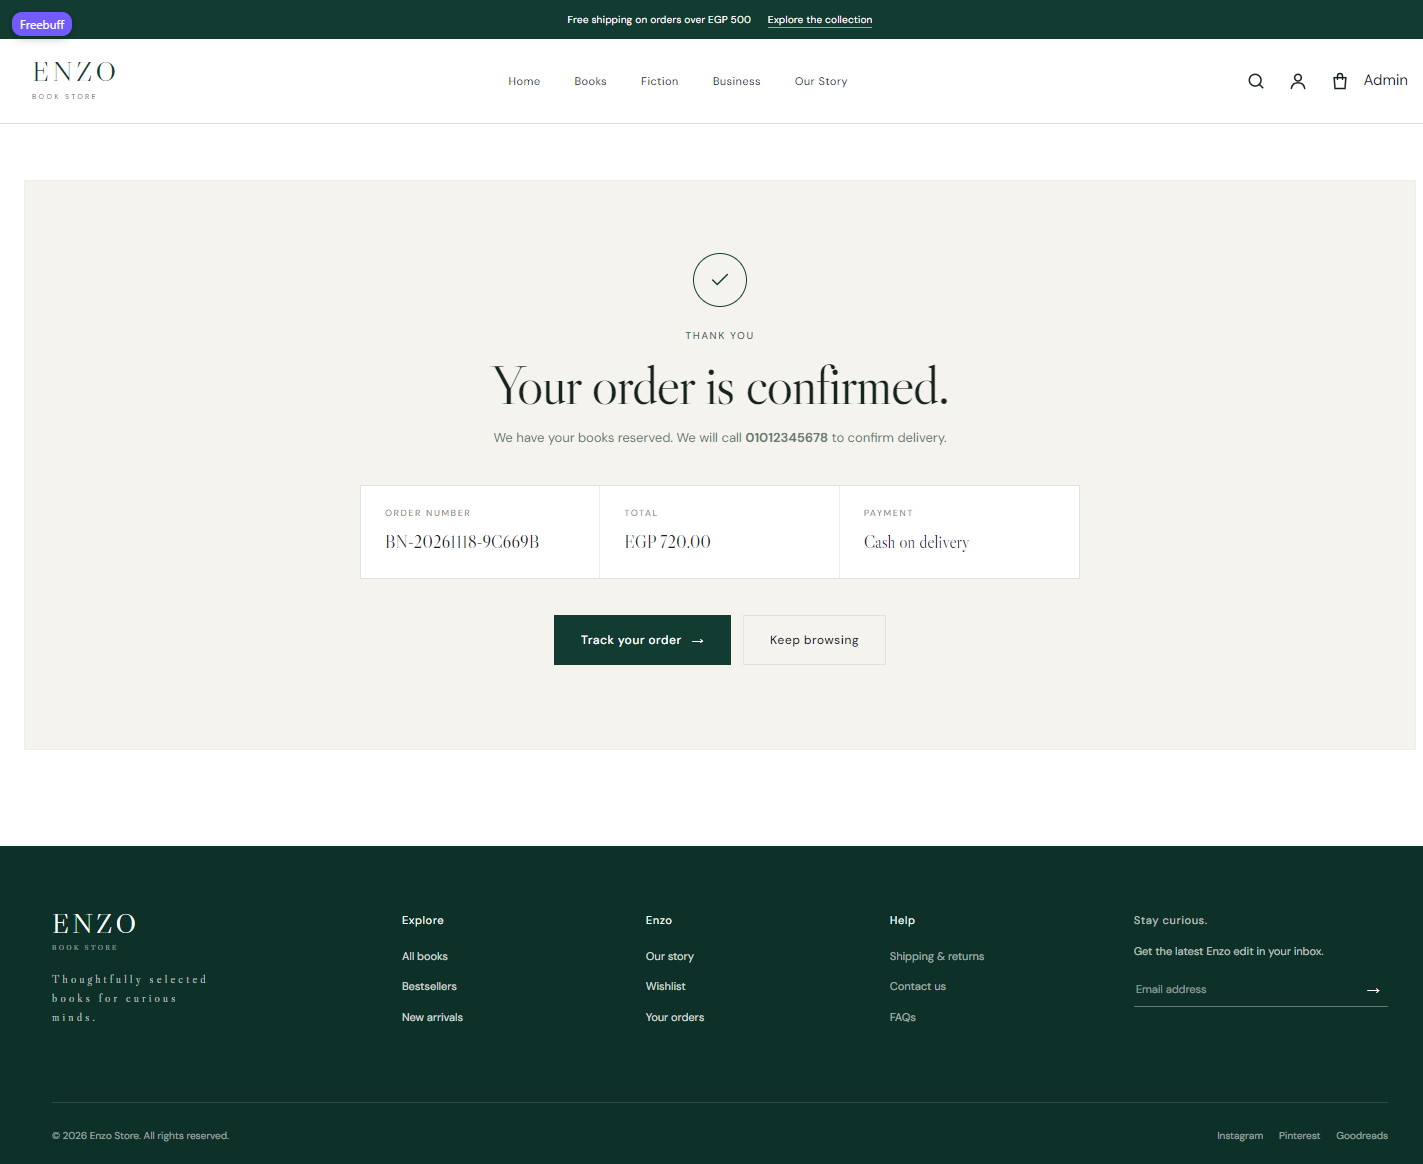 Freebuff
Free shipping on orders over EGP 500 Explore the collection
ENZO
BOOK STORE
Home Books Fiction Business Our Story
Admin
THANK YOU
Your order is confirmed.
We have your books reserved. We will call 01012345678 to confirm delivery.
ORDER NUMBER
BN-20261118-9C669B
TOTAL
EGP 720.00
PAYMENT
Cash on delivery
Track your order →
Keep browsing
ENZO
BOOK STORE
Thoughtfully selected
books for curious
minds.
Explore
All books
Bestsellers
New arrivals
Enzo
Our story
Wishlist
Your orders
Help
Shipping & returns
Contact us
FAQs
Stay curious.
Get the latest Enzo edit in your inbox.
Email address →
© 2026 Enzo Store. All rights reserved.
Instagram Pinterest Goodreads